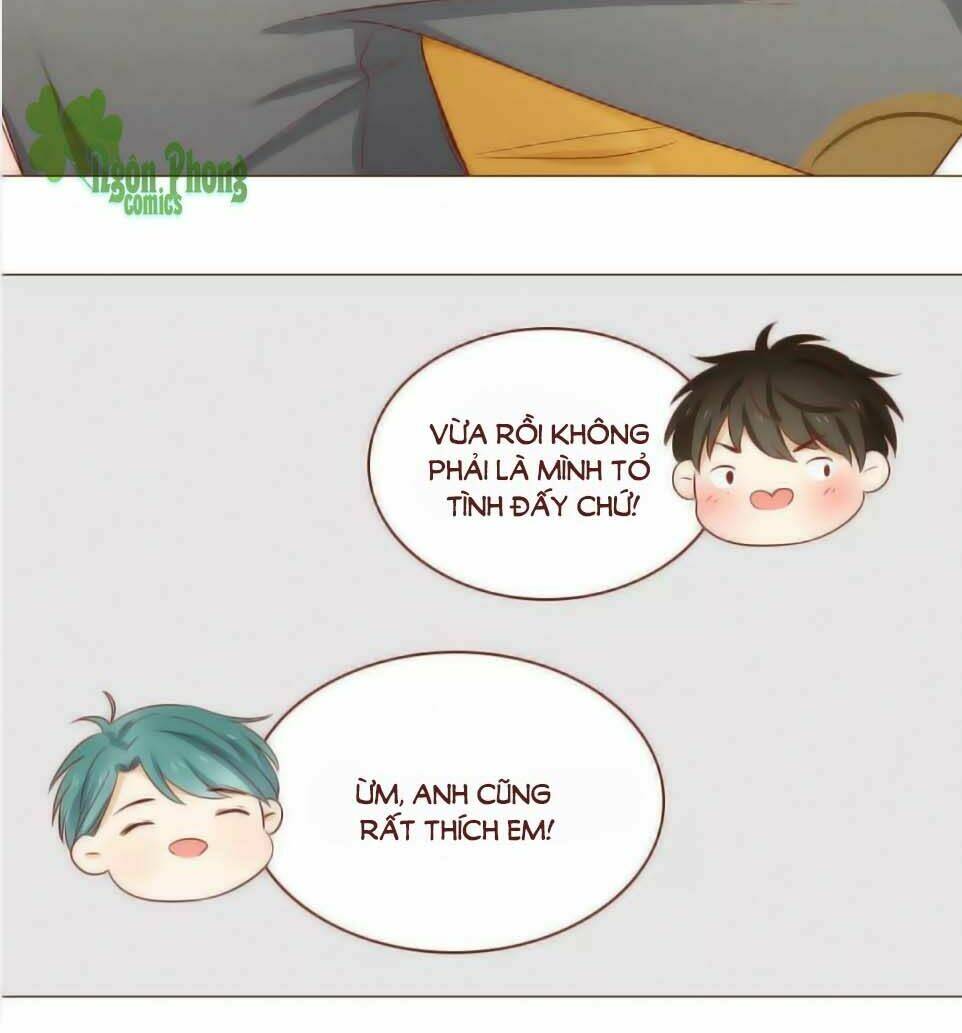 Ngôn Phong
comics
VỪA RỒI KHÔNG
PHẢI LÀ MÌNH TỎ
TÌNH ĐẤY CHỨ!
ỪM, ANH CŨNG
RẤT THÍCH EM!